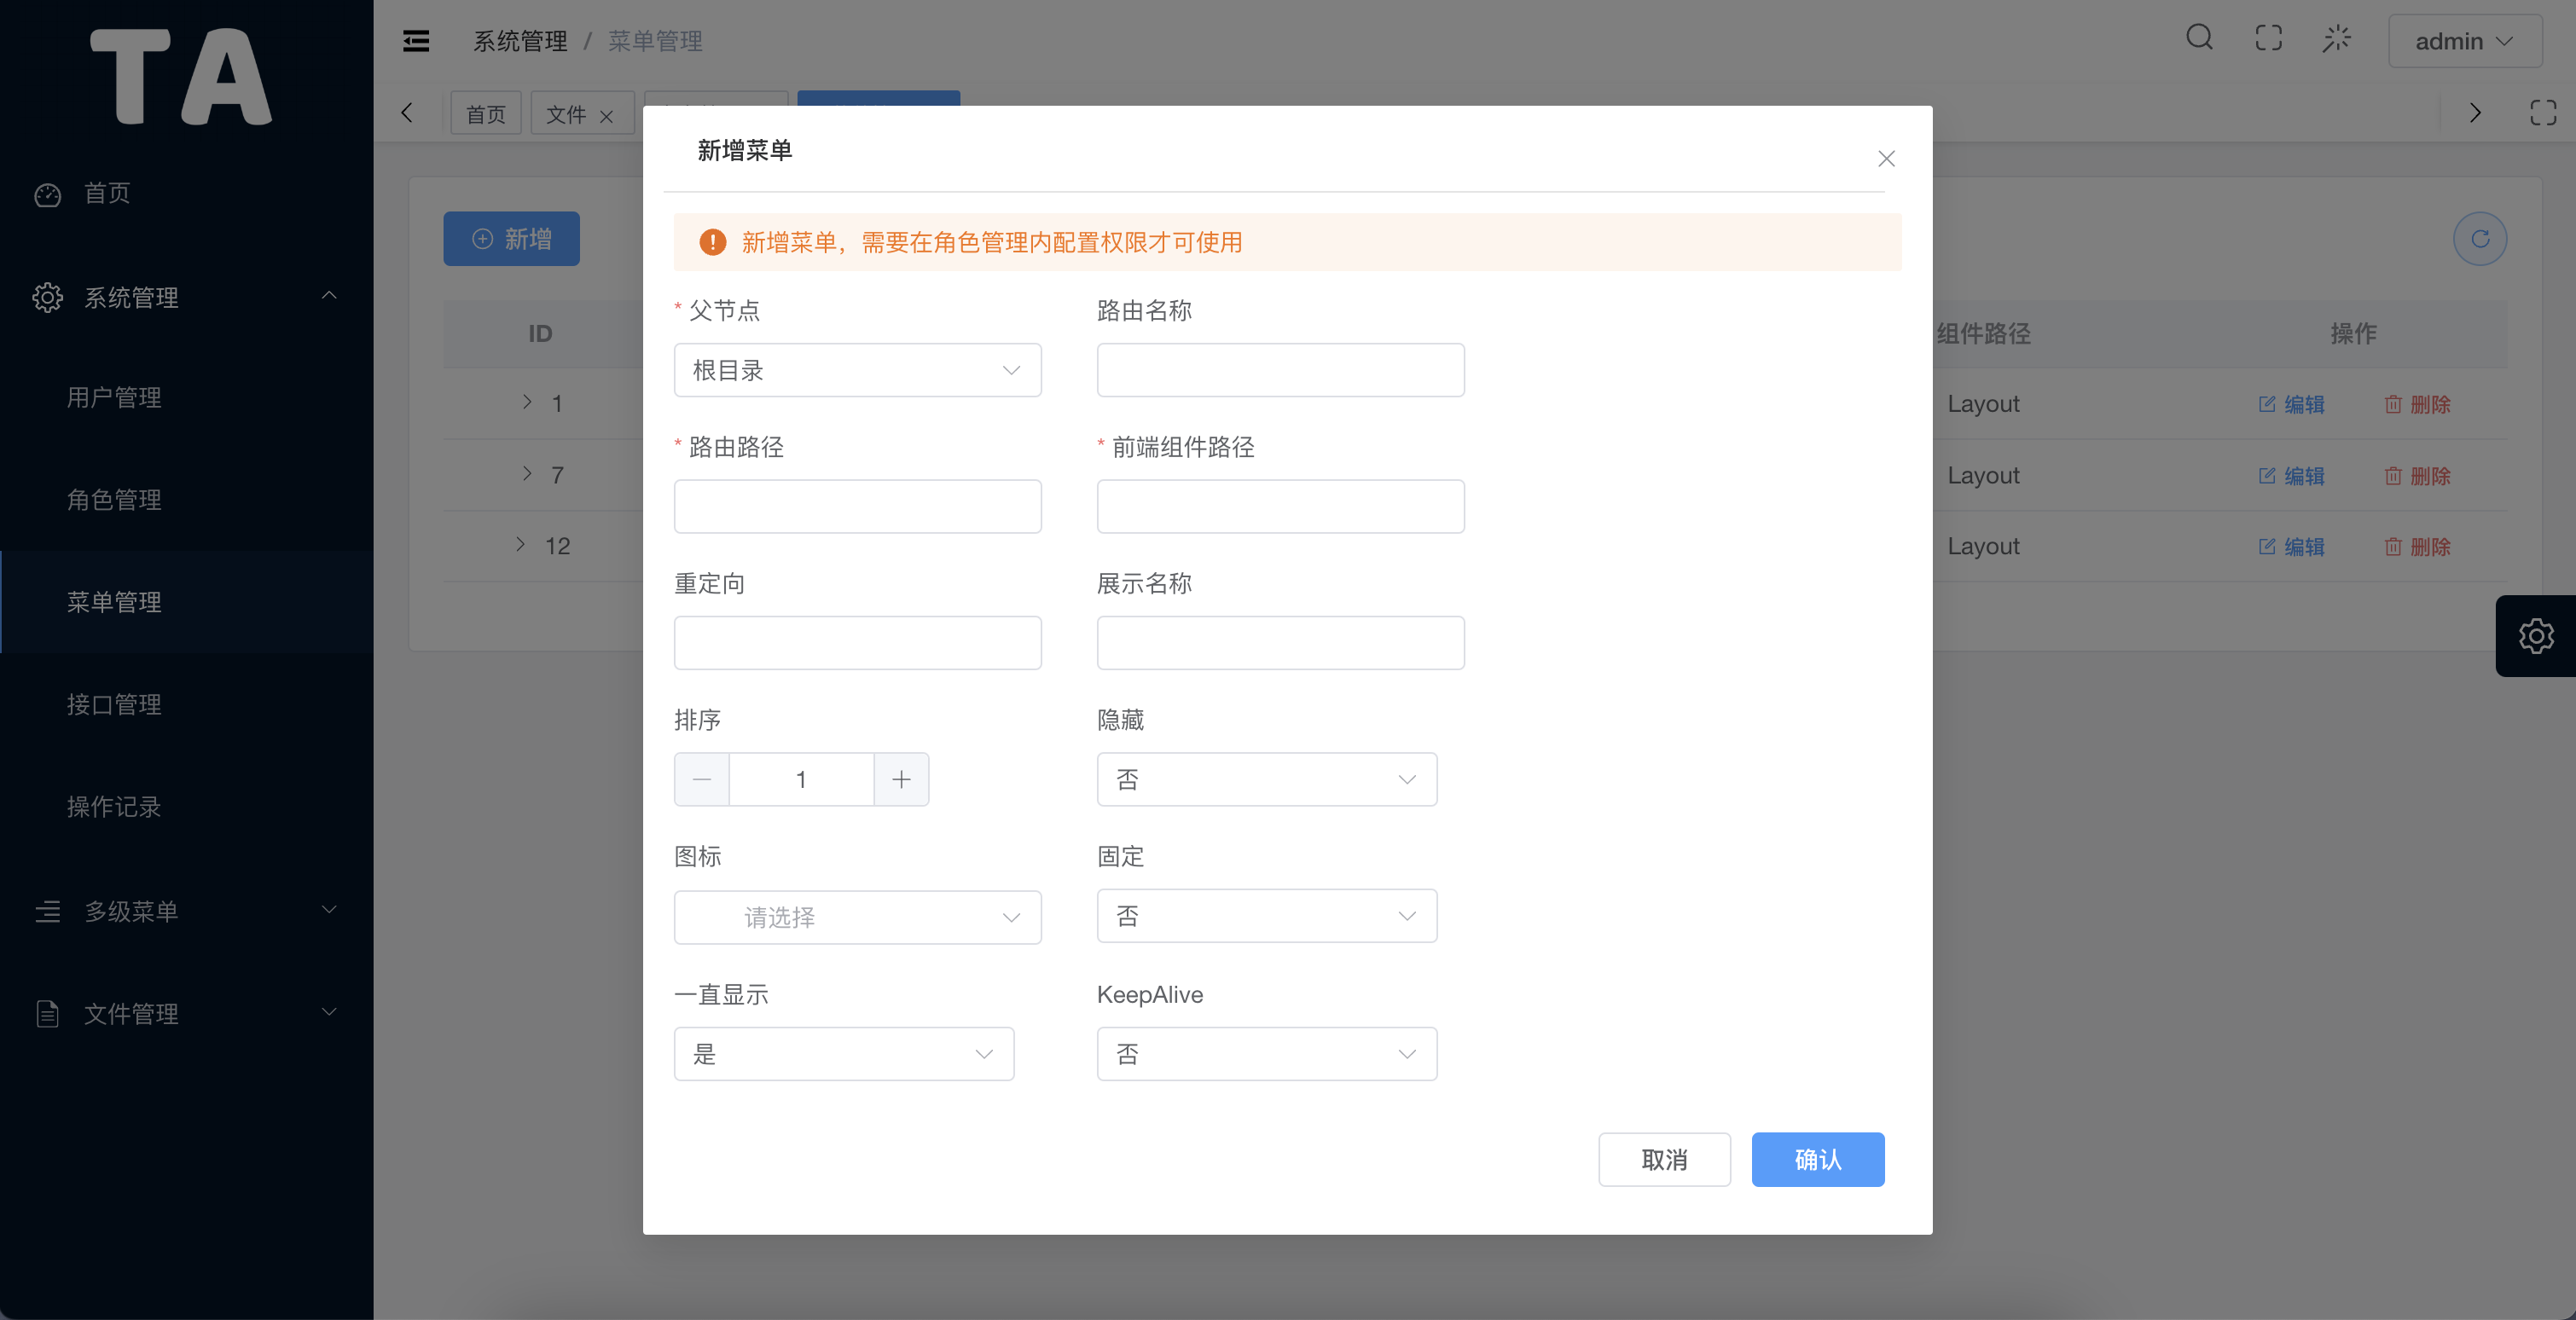 TA
首页
系统管理
用户管理
角色管理
菜单管理
接口管理
操作记录
多级菜单
文件管理
系统管理 / 菜单管理
admin
首页
文件
新增
ID
组件路径
操作
1
Layout
编辑
删除
7
Layout
编辑
删除
12
Layout
编辑
删除
新增菜单
新增菜单，需要在角色管理内配置权限才可使用
* 父节点
路由名称
根目录
* 路由路径
* 前端组件路径
重定向
展示名称
排序
隐藏
1
否
图标
固定
请选择
否
一直显示
KeepAlive
是
否
取消
确认